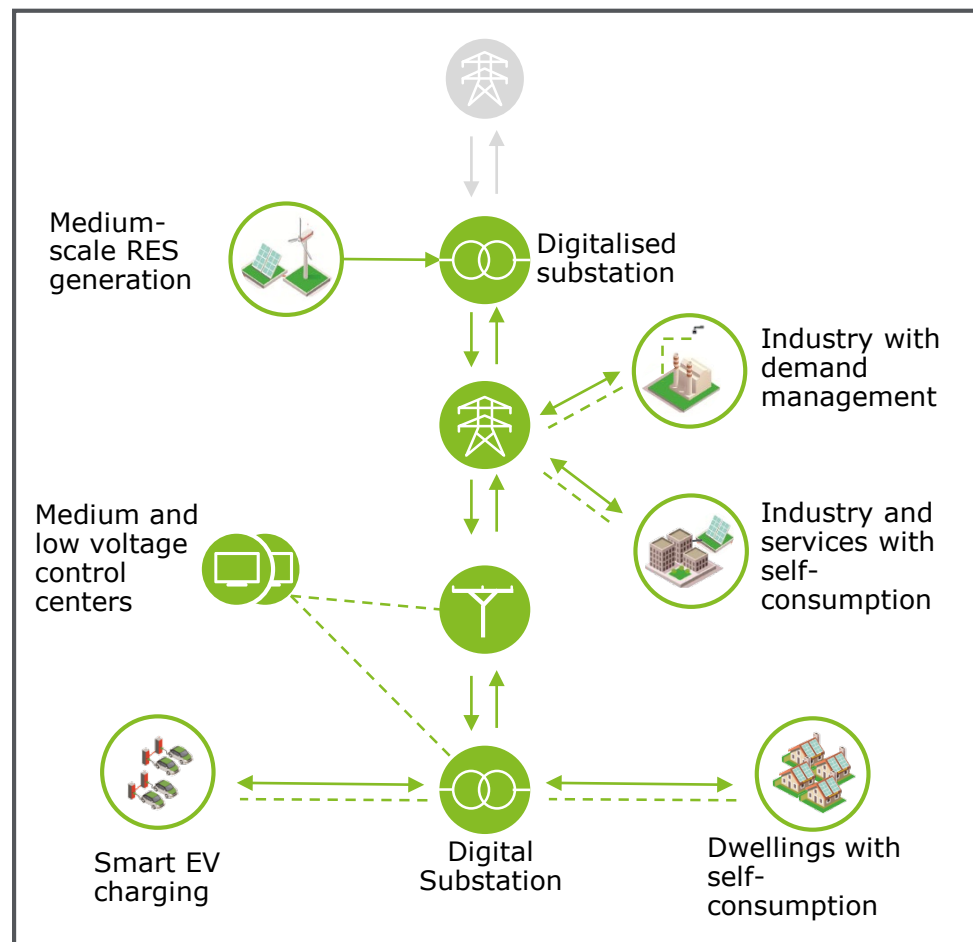 Medium-
scale RES
generation
Digitalised
substation
Industry with
demand
management
Medium and
low voltage
control
centers
Industry and
services with
self-
consumption
Smart EV
charging
Digital
Substation
Dwellings with
self-
consumption